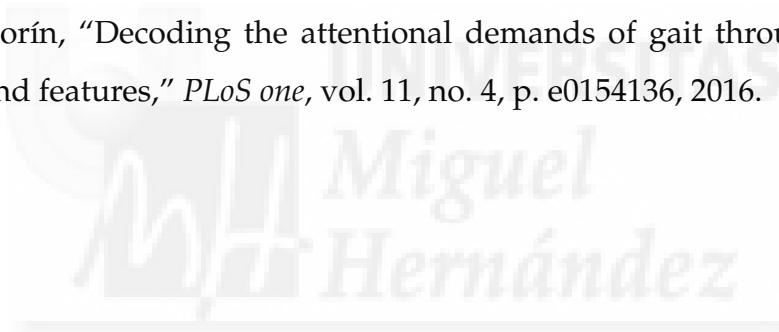 orín, “Decoding the attentional demands of gait throu
nd features,” PLoS one, vol. 11, no. 4, p. e0154136, 2016.
UNIVERSITAS
Miguel
Hernández